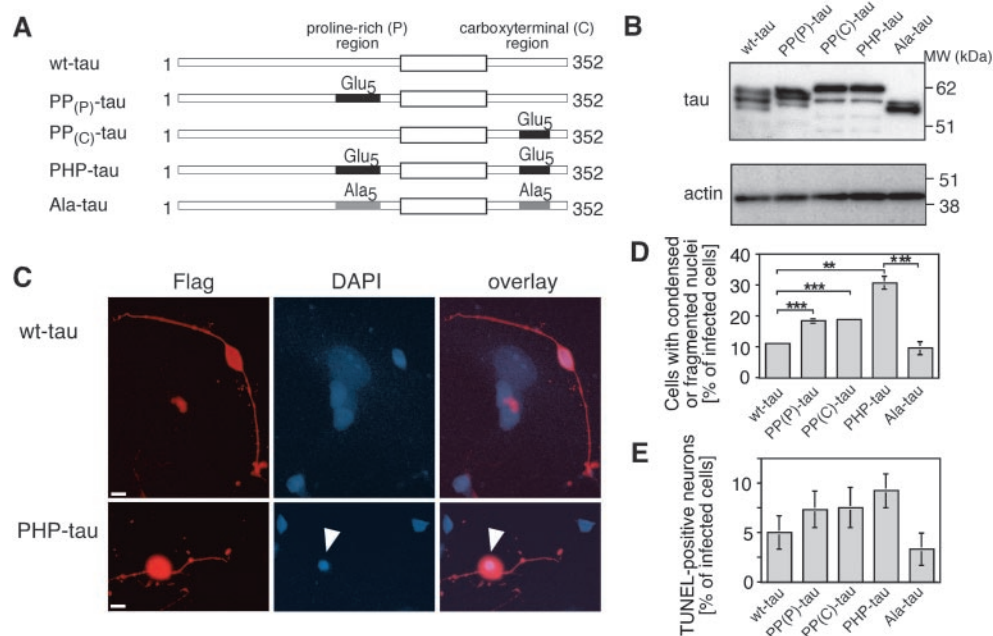 A
proline-rich (P) region
carboxyterminal (C) region
wt-tau 1 352
Glu5
PP(P)-tau 1 352
Glu5
PP(C)-tau 1 352
Glu5 Glu5
PHP-tau 1 352
Ala5 Ala5
Ala-tau 1 352
B
wt-tau PP(P)-tau PP(C)-tau PHP-tau Ala-tau
MW (kDa)
tau
62
51
actin
51
38
C
Flag DAPI overlay
wt-tau
PHP-tau
D
Cells with condensed
or fragmented nuclei
[% of infected cells]
40
30
20
10
0
** ***
***
***
wt-tau PP(P)-tau PP(C)-tau PHP-tau Ala-tau
E
TUNEL-positive neurons
[% of infected cells]
10
5
0
wt-tau PP(P)-tau PP(C)-tau PHP-tau Ala-tau